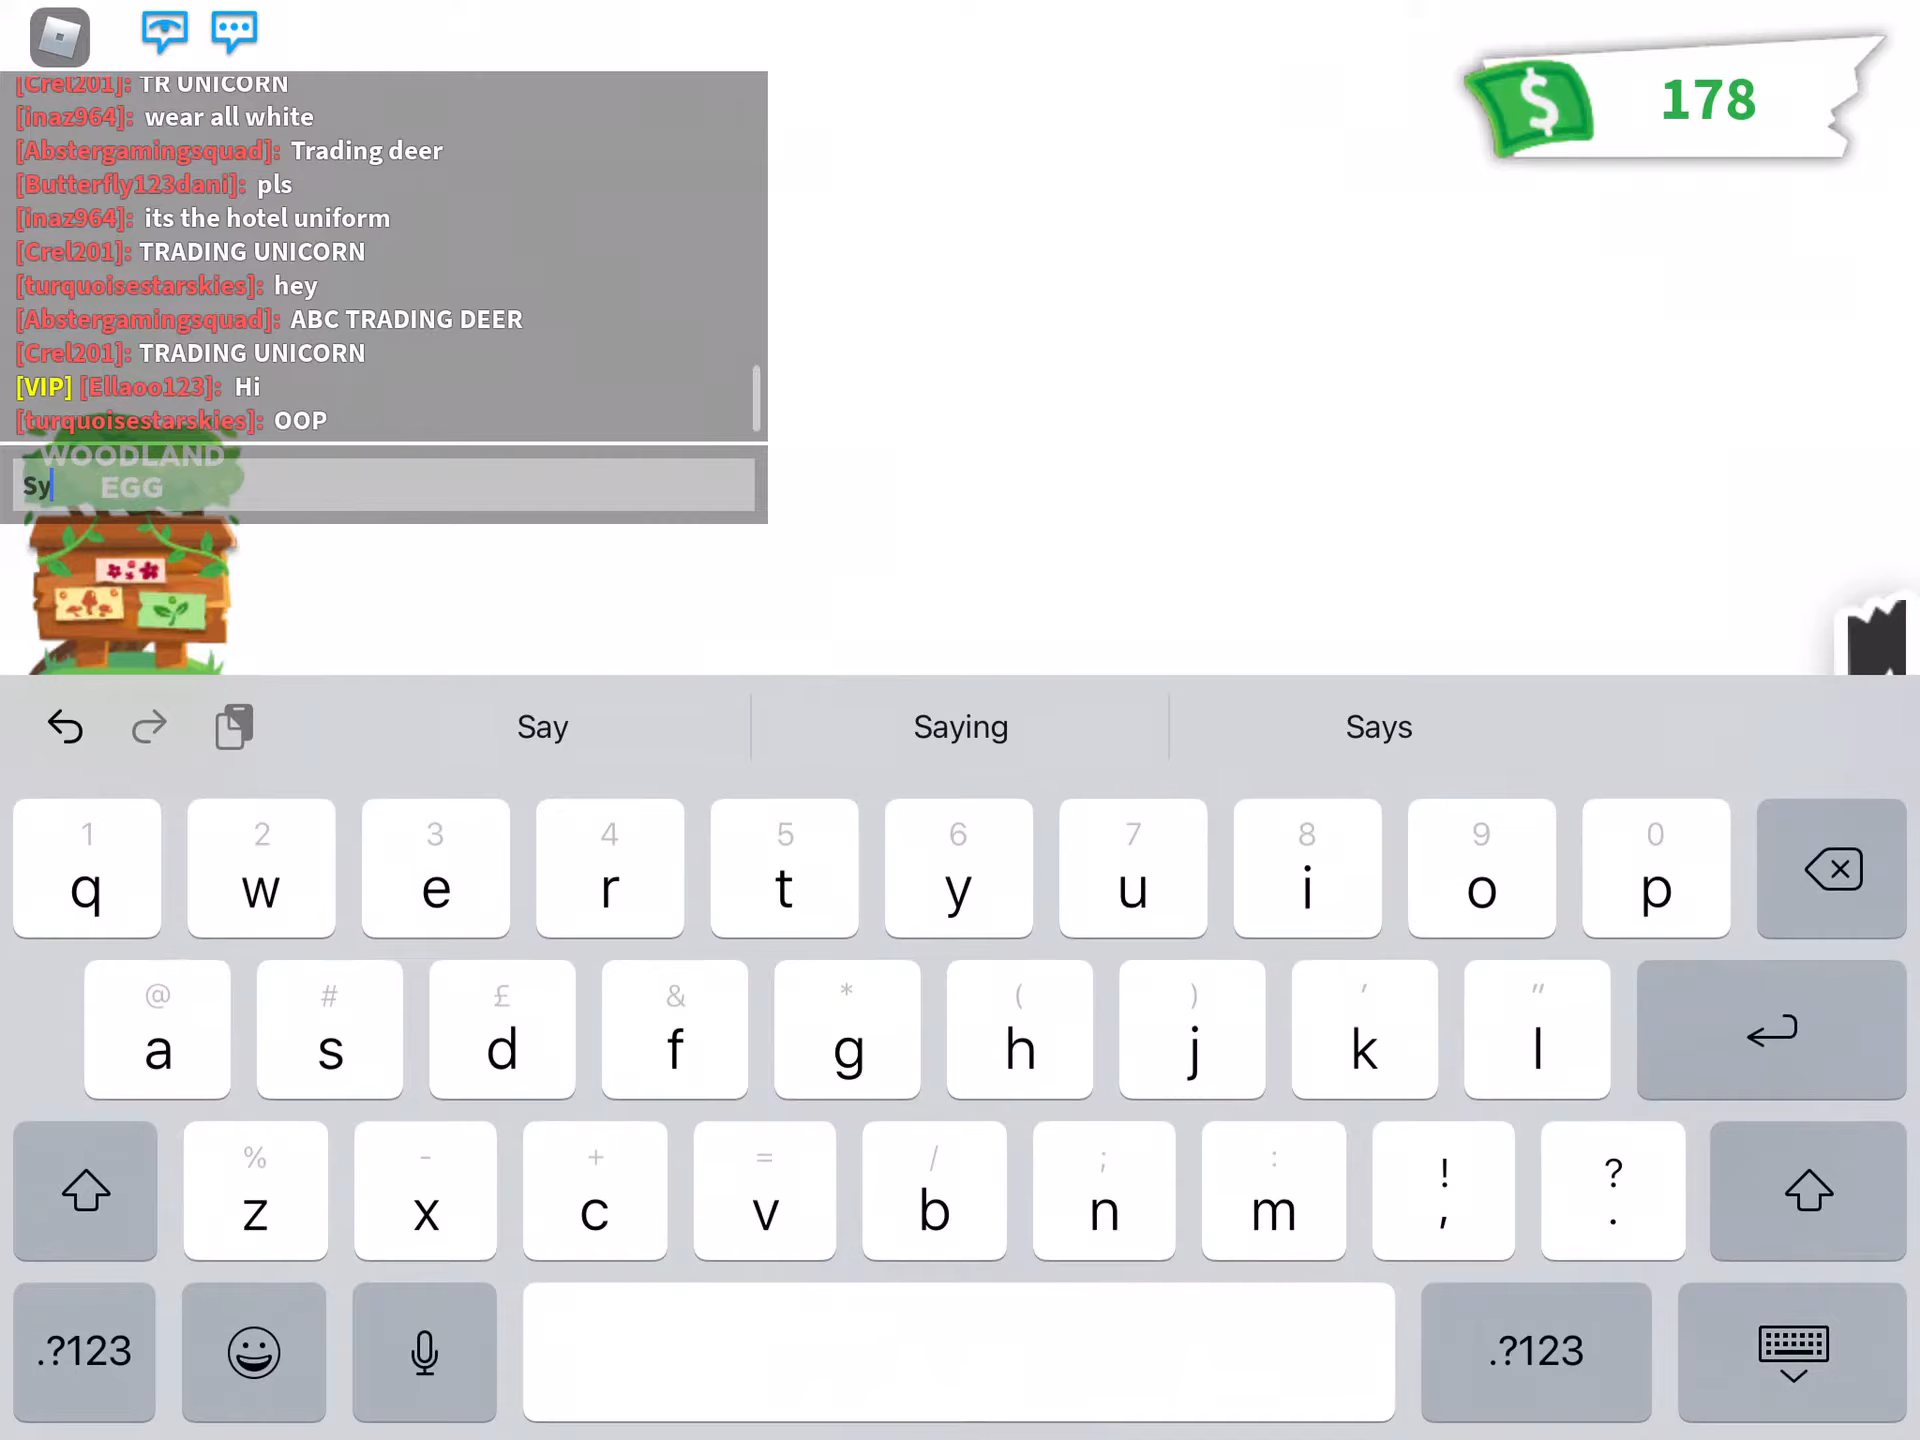 [Crel201]: TR UNICORN
[inaz964]: wear all white
[Abstergamingsquad]: Trading deer
[Butterfly123dani]: pls
[inaz964]: its the hotel uniform
[Crel201]: TRADING UNICORN
[turquoisestarskies]: hey
[Abstergamingsquad]: ABC TRADING DEER
[Crel201]: TRADING UNICORN
[VIP] [Ellaoo123]: Hi
[turquoisestarskies]: OOP
WOODLAND
EGG
Sy
$ 178
Say Saying Says
1 2 3 4 5 6 7 8 9 0
q w e r t y u i o p
@ # £ & * ( ) ' "
a s d f g h j k l
% - + = / ; : ! ?
z x c v b n m , .
.?123 .?123